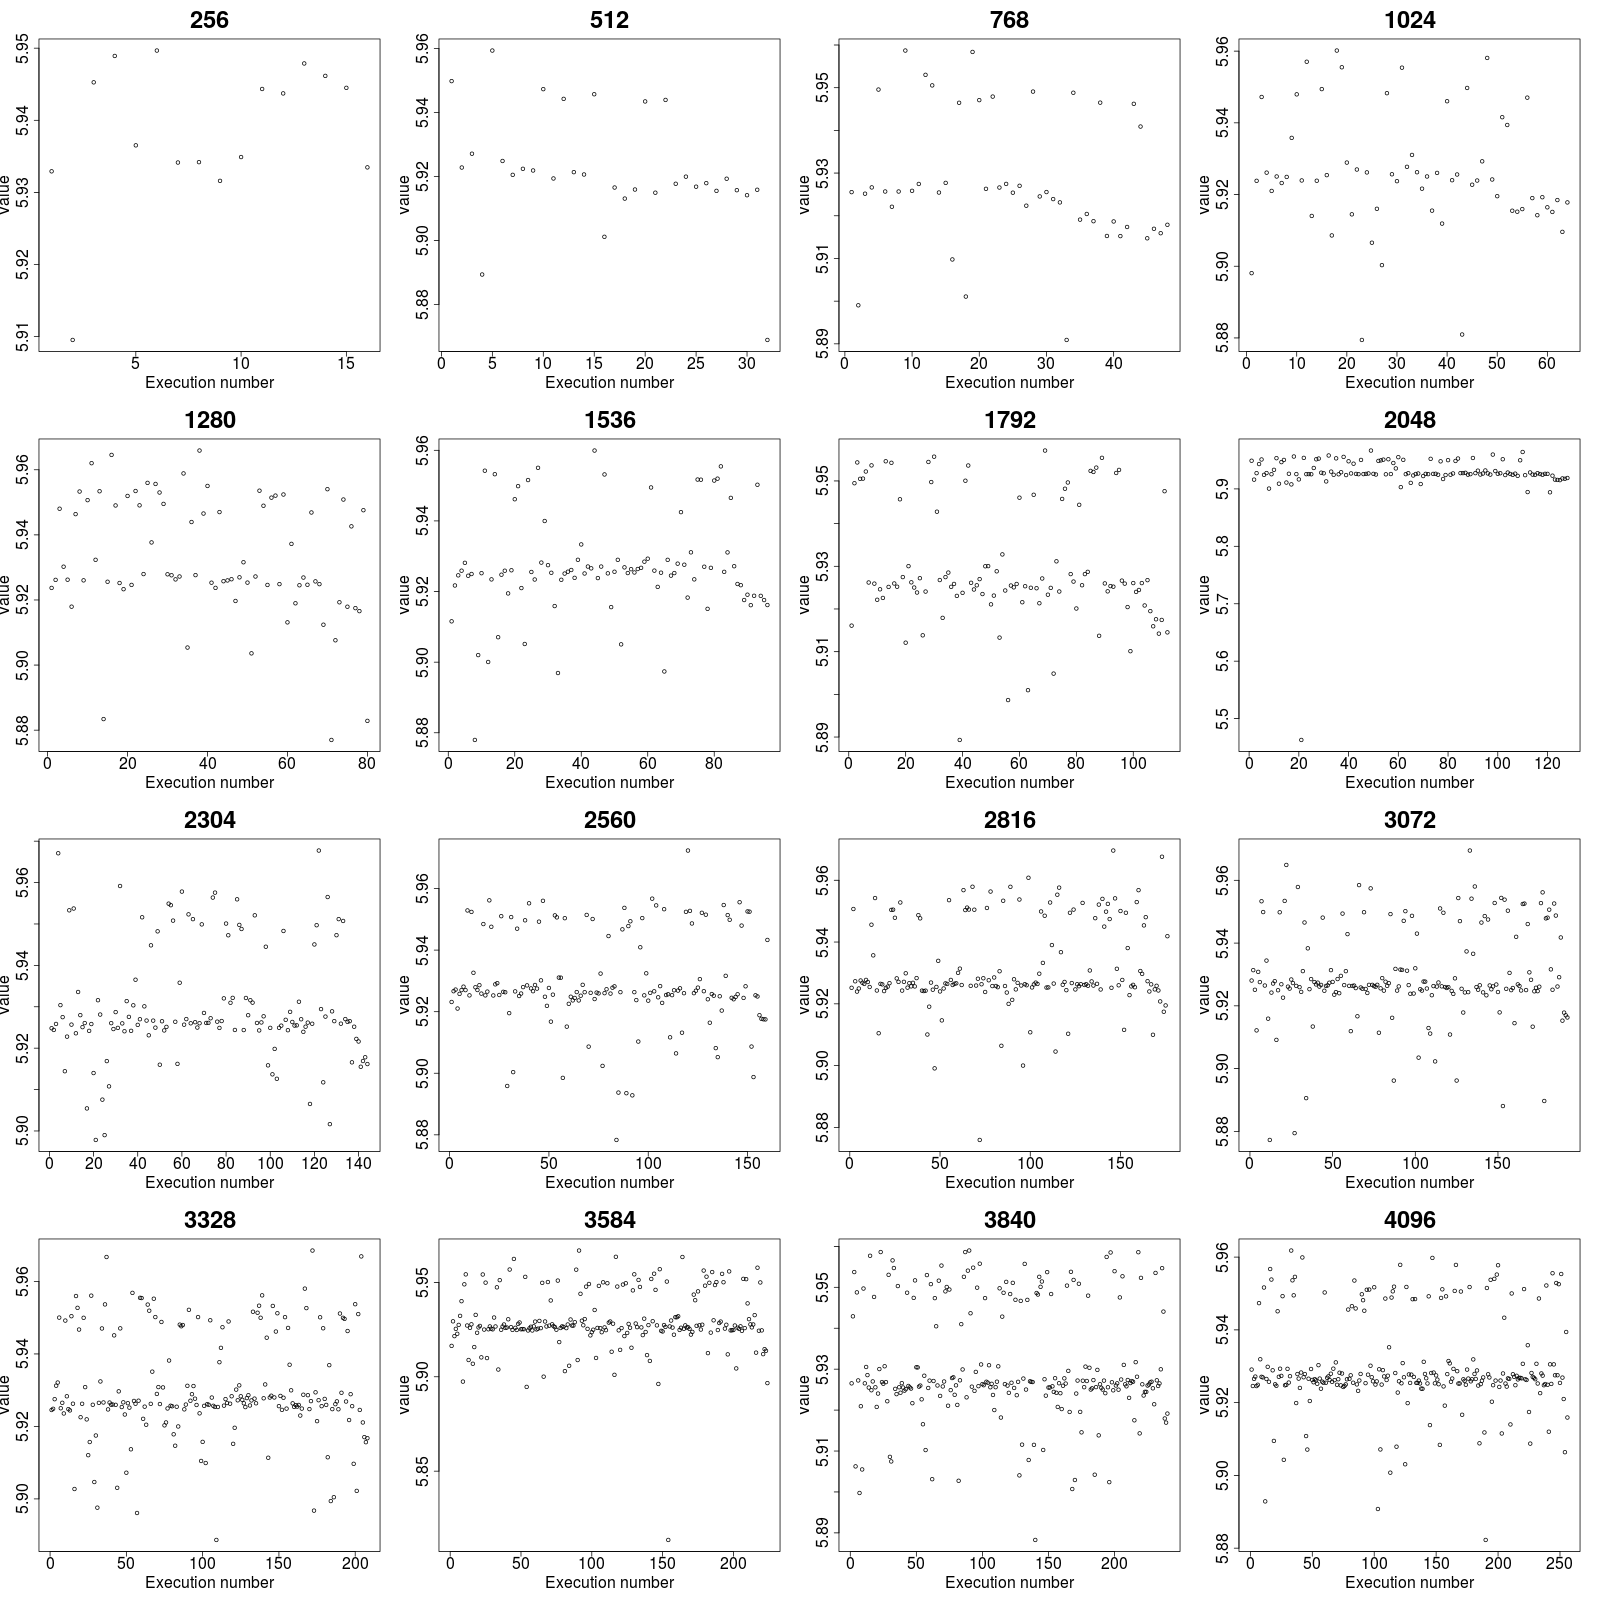 256
5.91 5.92 5.93 5.94 5.95
value
5 10 15
Execution number
512
5.88 5.90 5.92 5.94 5.96
value
0 5 10 15 20 25 30
Execution number
768
5.89 5.91 5.93 5.95
value
0 10 20 30 40
Execution number
1024
5.88 5.90 5.92 5.94 5.96
value
0 10 20 30 40 50 60
Execution number
1280
5.88 5.90 5.92 5.94 5.96
value
0 20 40 60 80
Execution number
1536
5.88 5.90 5.92 5.94 5.96
value
0 20 40 60 80
Execution number
1792
5.89 5.91 5.93 5.95
value
0 20 40 60 80 100
Execution number
2048
5.5 5.6 5.7 5.8 5.9
value
0 20 40 60 80 100 120
Execution number
2304
5.90 5.92 5.94 5.96
value
0 20 40 60 80 100 120 140
Execution number
2560
5.88 5.90 5.92 5.94 5.96
value
0 50 100 150
Execution number
2816
5.88 5.90 5.92 5.94 5.96
value
0 50 100 150
Execution number
3072
5.88 5.90 5.92 5.94 5.96
value
0 50 100 150
Execution number
3328
5.90 5.92 5.94 5.96
value
0 50 100 150 200
Execution number
3584
5.85 5.90 5.95
value
0 50 100 150 200
Execution number
3840
5.89 5.91 5.93 5.95
value
0 50 100 150 200
Execution number
4096
5.88 5.90 5.92 5.94 5.96
value
0 50 100 150 200 250
Execution number